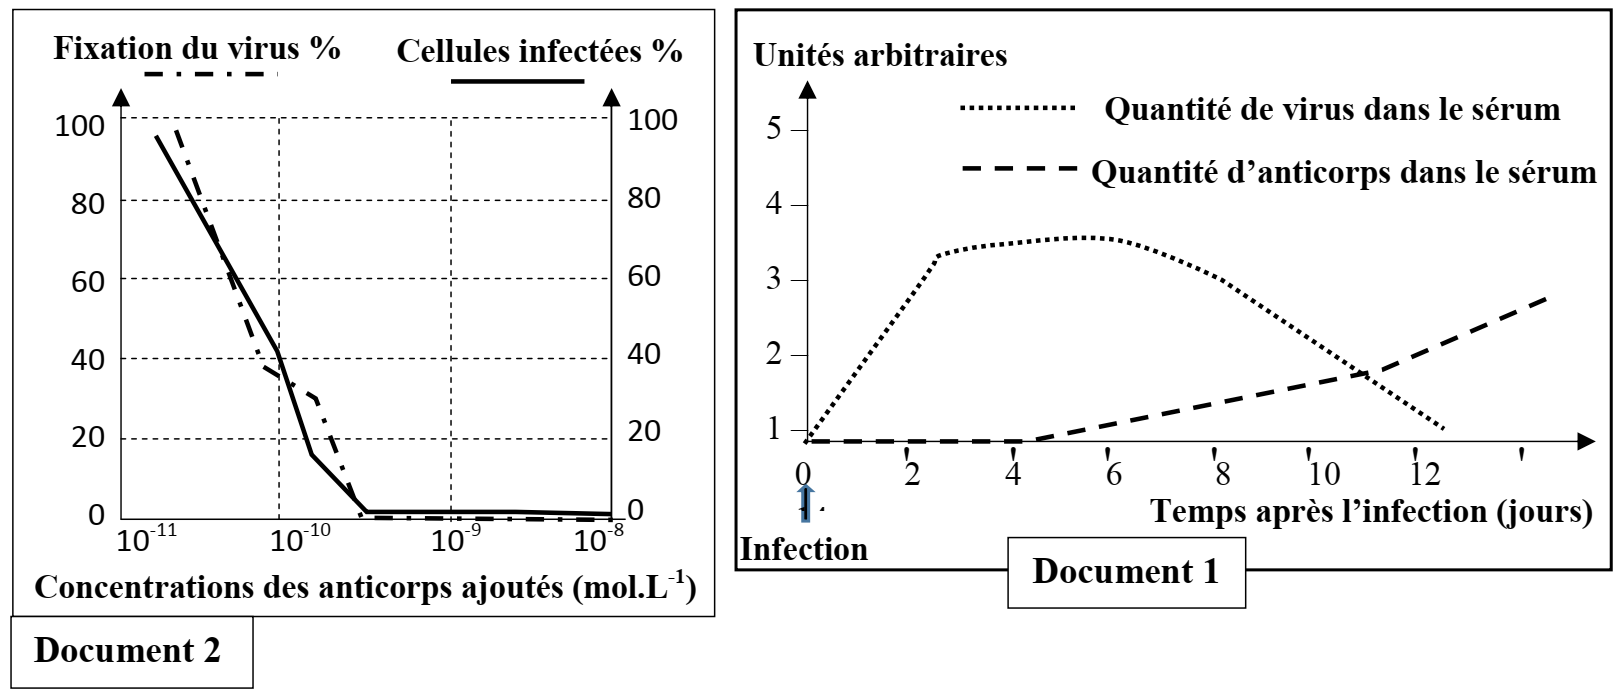 Fixation du virus %
Cellules infectées %
100
80
60
40
20
0
100
80
60
40
20
0
10-11
10-10
10-9
10-8
Concentrations des anticorps ajoutés (mol.L-1)
Document 2
Unités arbitraires
Quantité de virus dans le sérum
Quantité d’anticorps dans le sérum
5
4
3
2
1
0
2
4
6
8
10
12
Temps après l’infection (jours)
Infection
Document 1